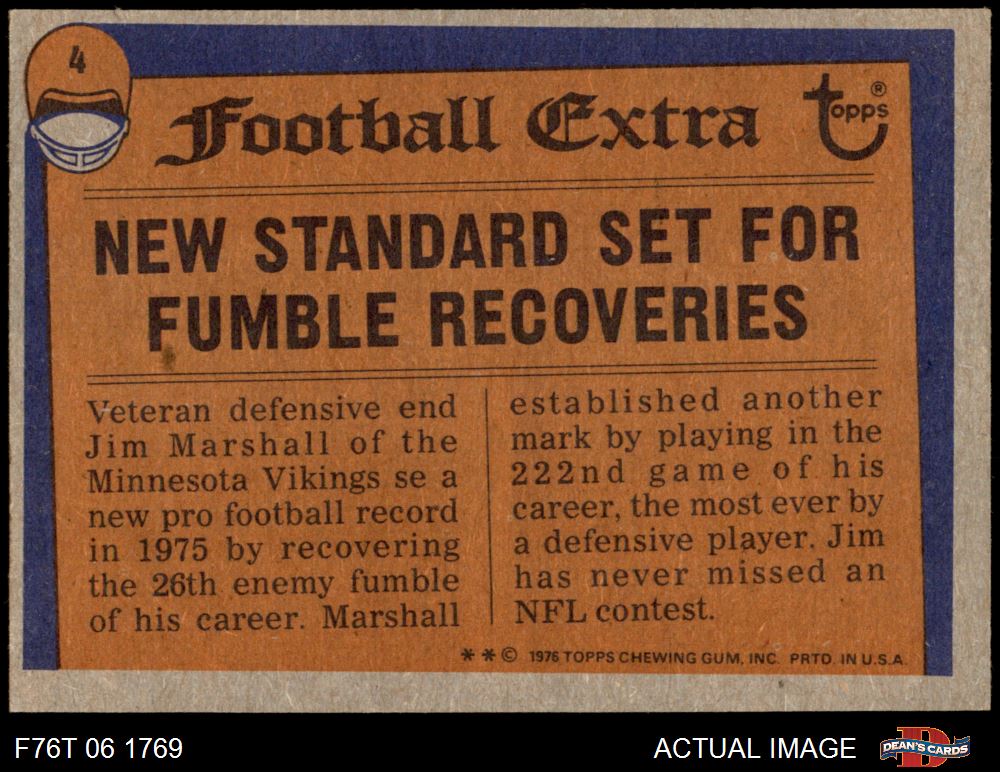 4
Football Extra
topps®
NEW STANDARD SET FOR
FUMBLE RECOVERIES
Veteran defensive end
Jim Marshall of the
Minnesota Vikings se a
new pro football record
in 1975 by recovering
the 26th enemy fumble
of his career. Marshall
established another
mark by playing in the
222nd game of his
career, the most ever by
a defensive player. Jim
has never missed an
NFL contest.
* * © 1976 TOPPS CHEWING GUM, INC. PRTD. IN U.S.A.
F76T 06 1769
ACTUAL IMAGE
D
DEAN'S CARDS